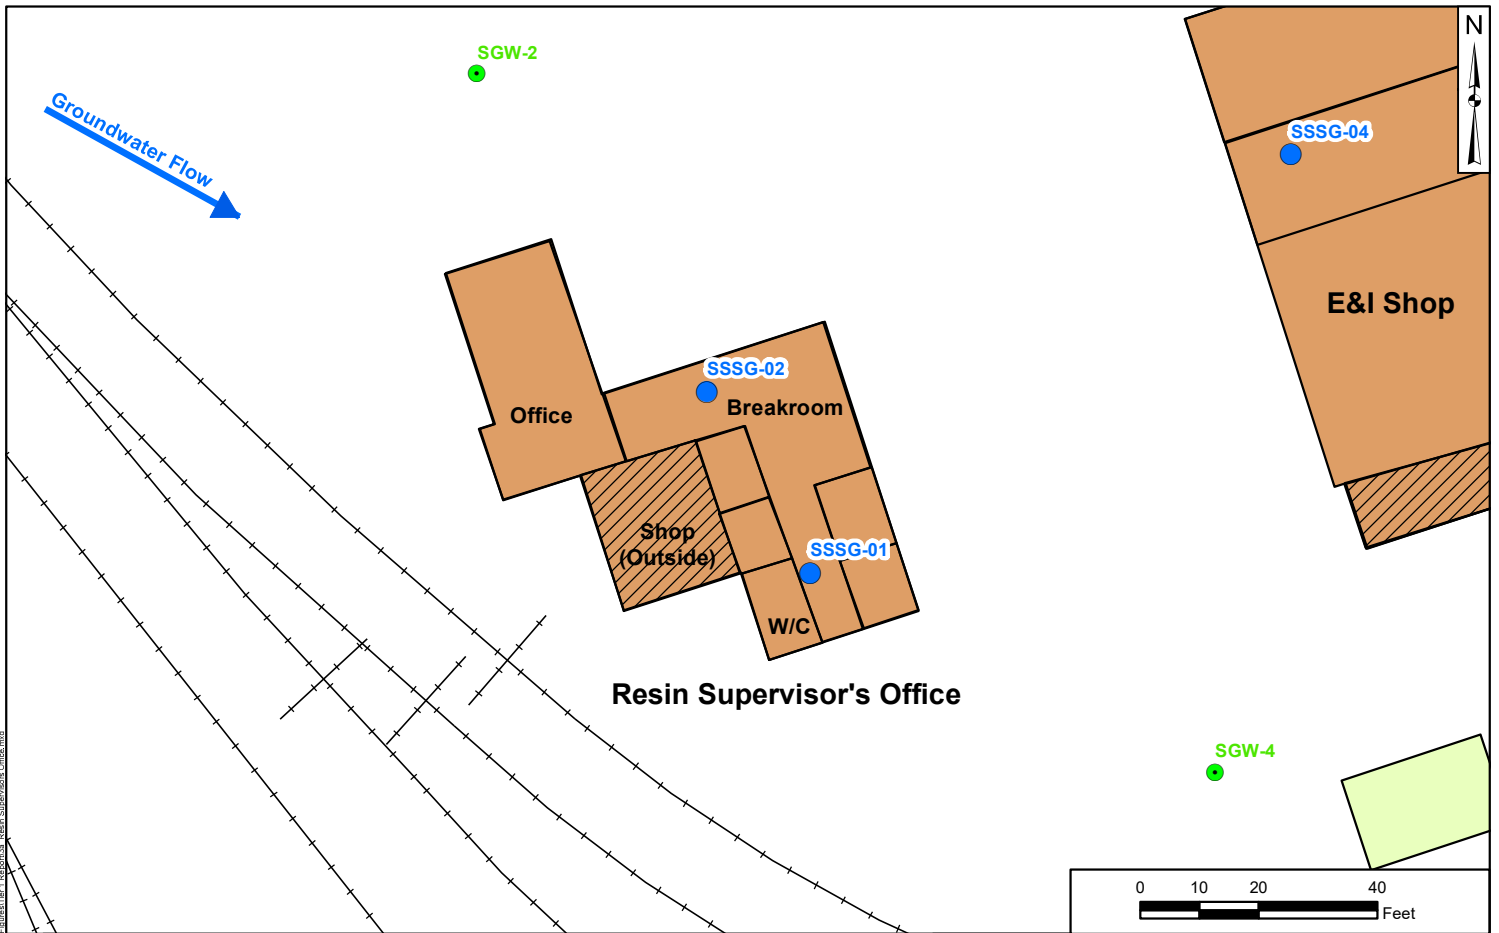 SGW-2
N
Groundwater Flow
SSSG-04
E&I Shop
SSSG-02
Breakroom
Office
Shop
(Outside)
SSSG-01
W/C
Resin Supervisor's Office
SGW-4
0 10 20 40
Feet